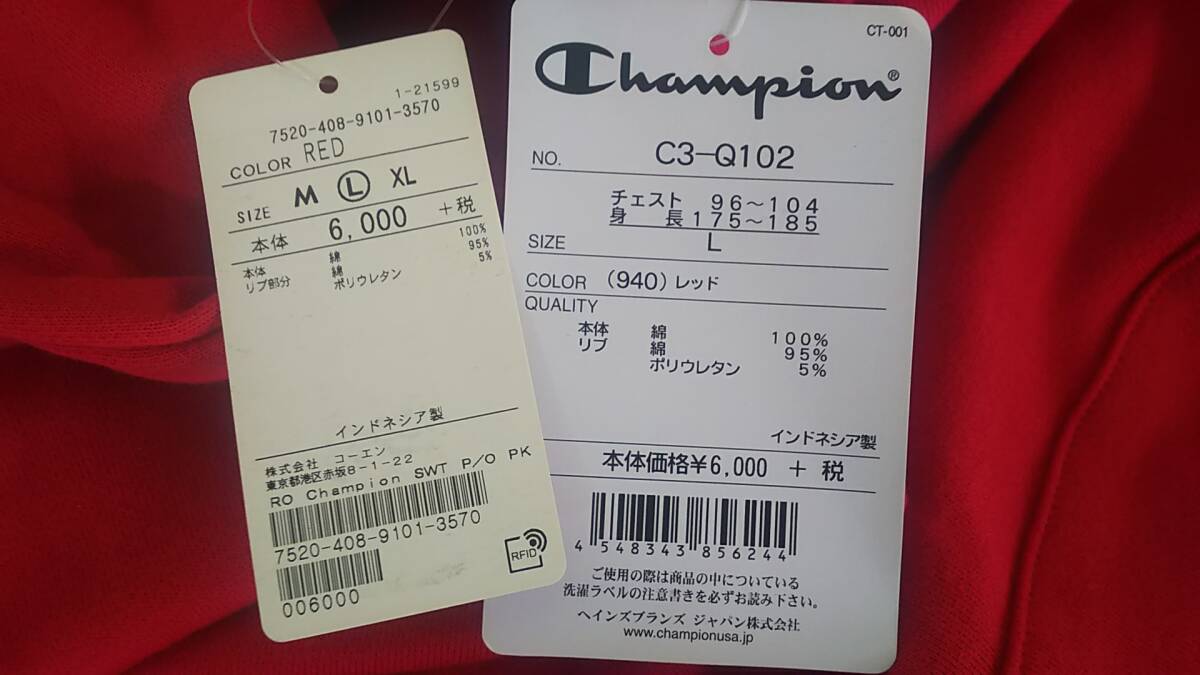 1-21599
7520-408-9101-3570
COLOR RED
SIZE M L XL
本体 6,000 +税
本体 綿 100%
リブ部分 綿 95%
ポリウレタン 5%
インドネシア製
株式会社 コーエン
東京都港区赤坂8-1-22
RO Champion SWT P/O PK
7520-408-9101-3570
006000
RFID
CT-001
Champion®
NO. C3-Q102
チェスト 96～104
身長 175～185
SIZE L
COLOR (940)レッド
QUALITY
本体 綿 100%
リブ 綿 95%
ポリウレタン 5%
インドネシア製
本体価格¥6,000 + 税
4 548343 856244
ご使用の際は商品の中についている
洗濯ラベルの注意書きを必ずお読み下さい。
ヘインズブランズ ジャパン株式会社
www.championusa.jp